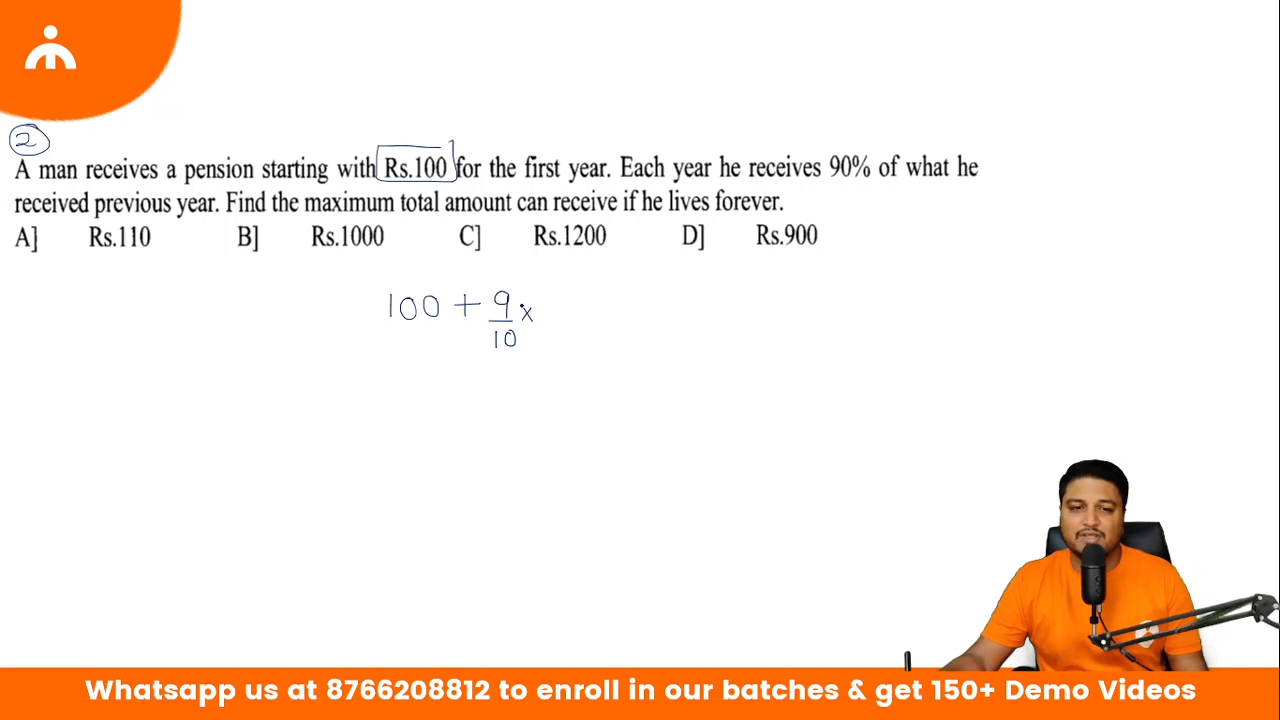 2
A man receives a pension starting with Rs.100 for the first year. Each year he receives 90% of what he
received previous year. Find the maximum total amount can receive if he lives forever.
A] Rs.110 B] Rs.1000 C] Rs.1200 D] Rs.900
100 + 9/10 x
Whatsapp us at 8766208812 to enroll in our batches & get 150+ Demo Videos